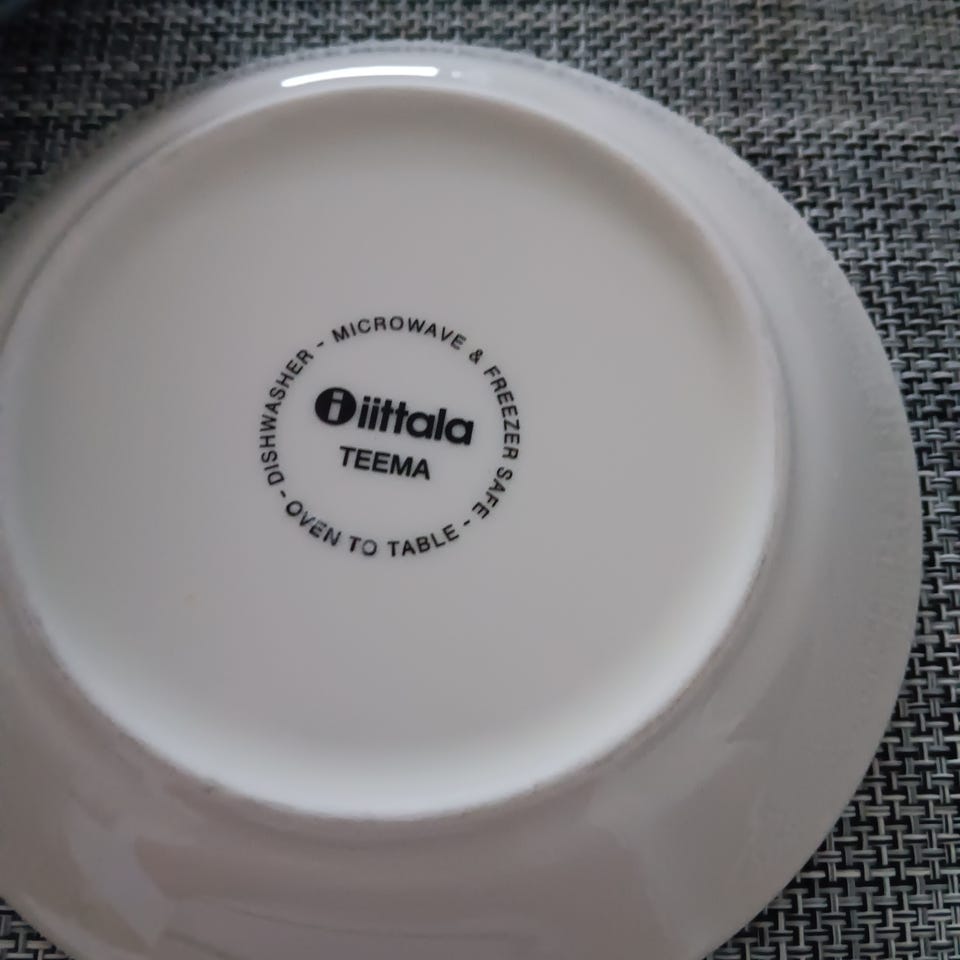 DISHWASHER - MICROWAVE & FREEZER SAFE - OVEN TO TABLE -
i iittala
TEEMA